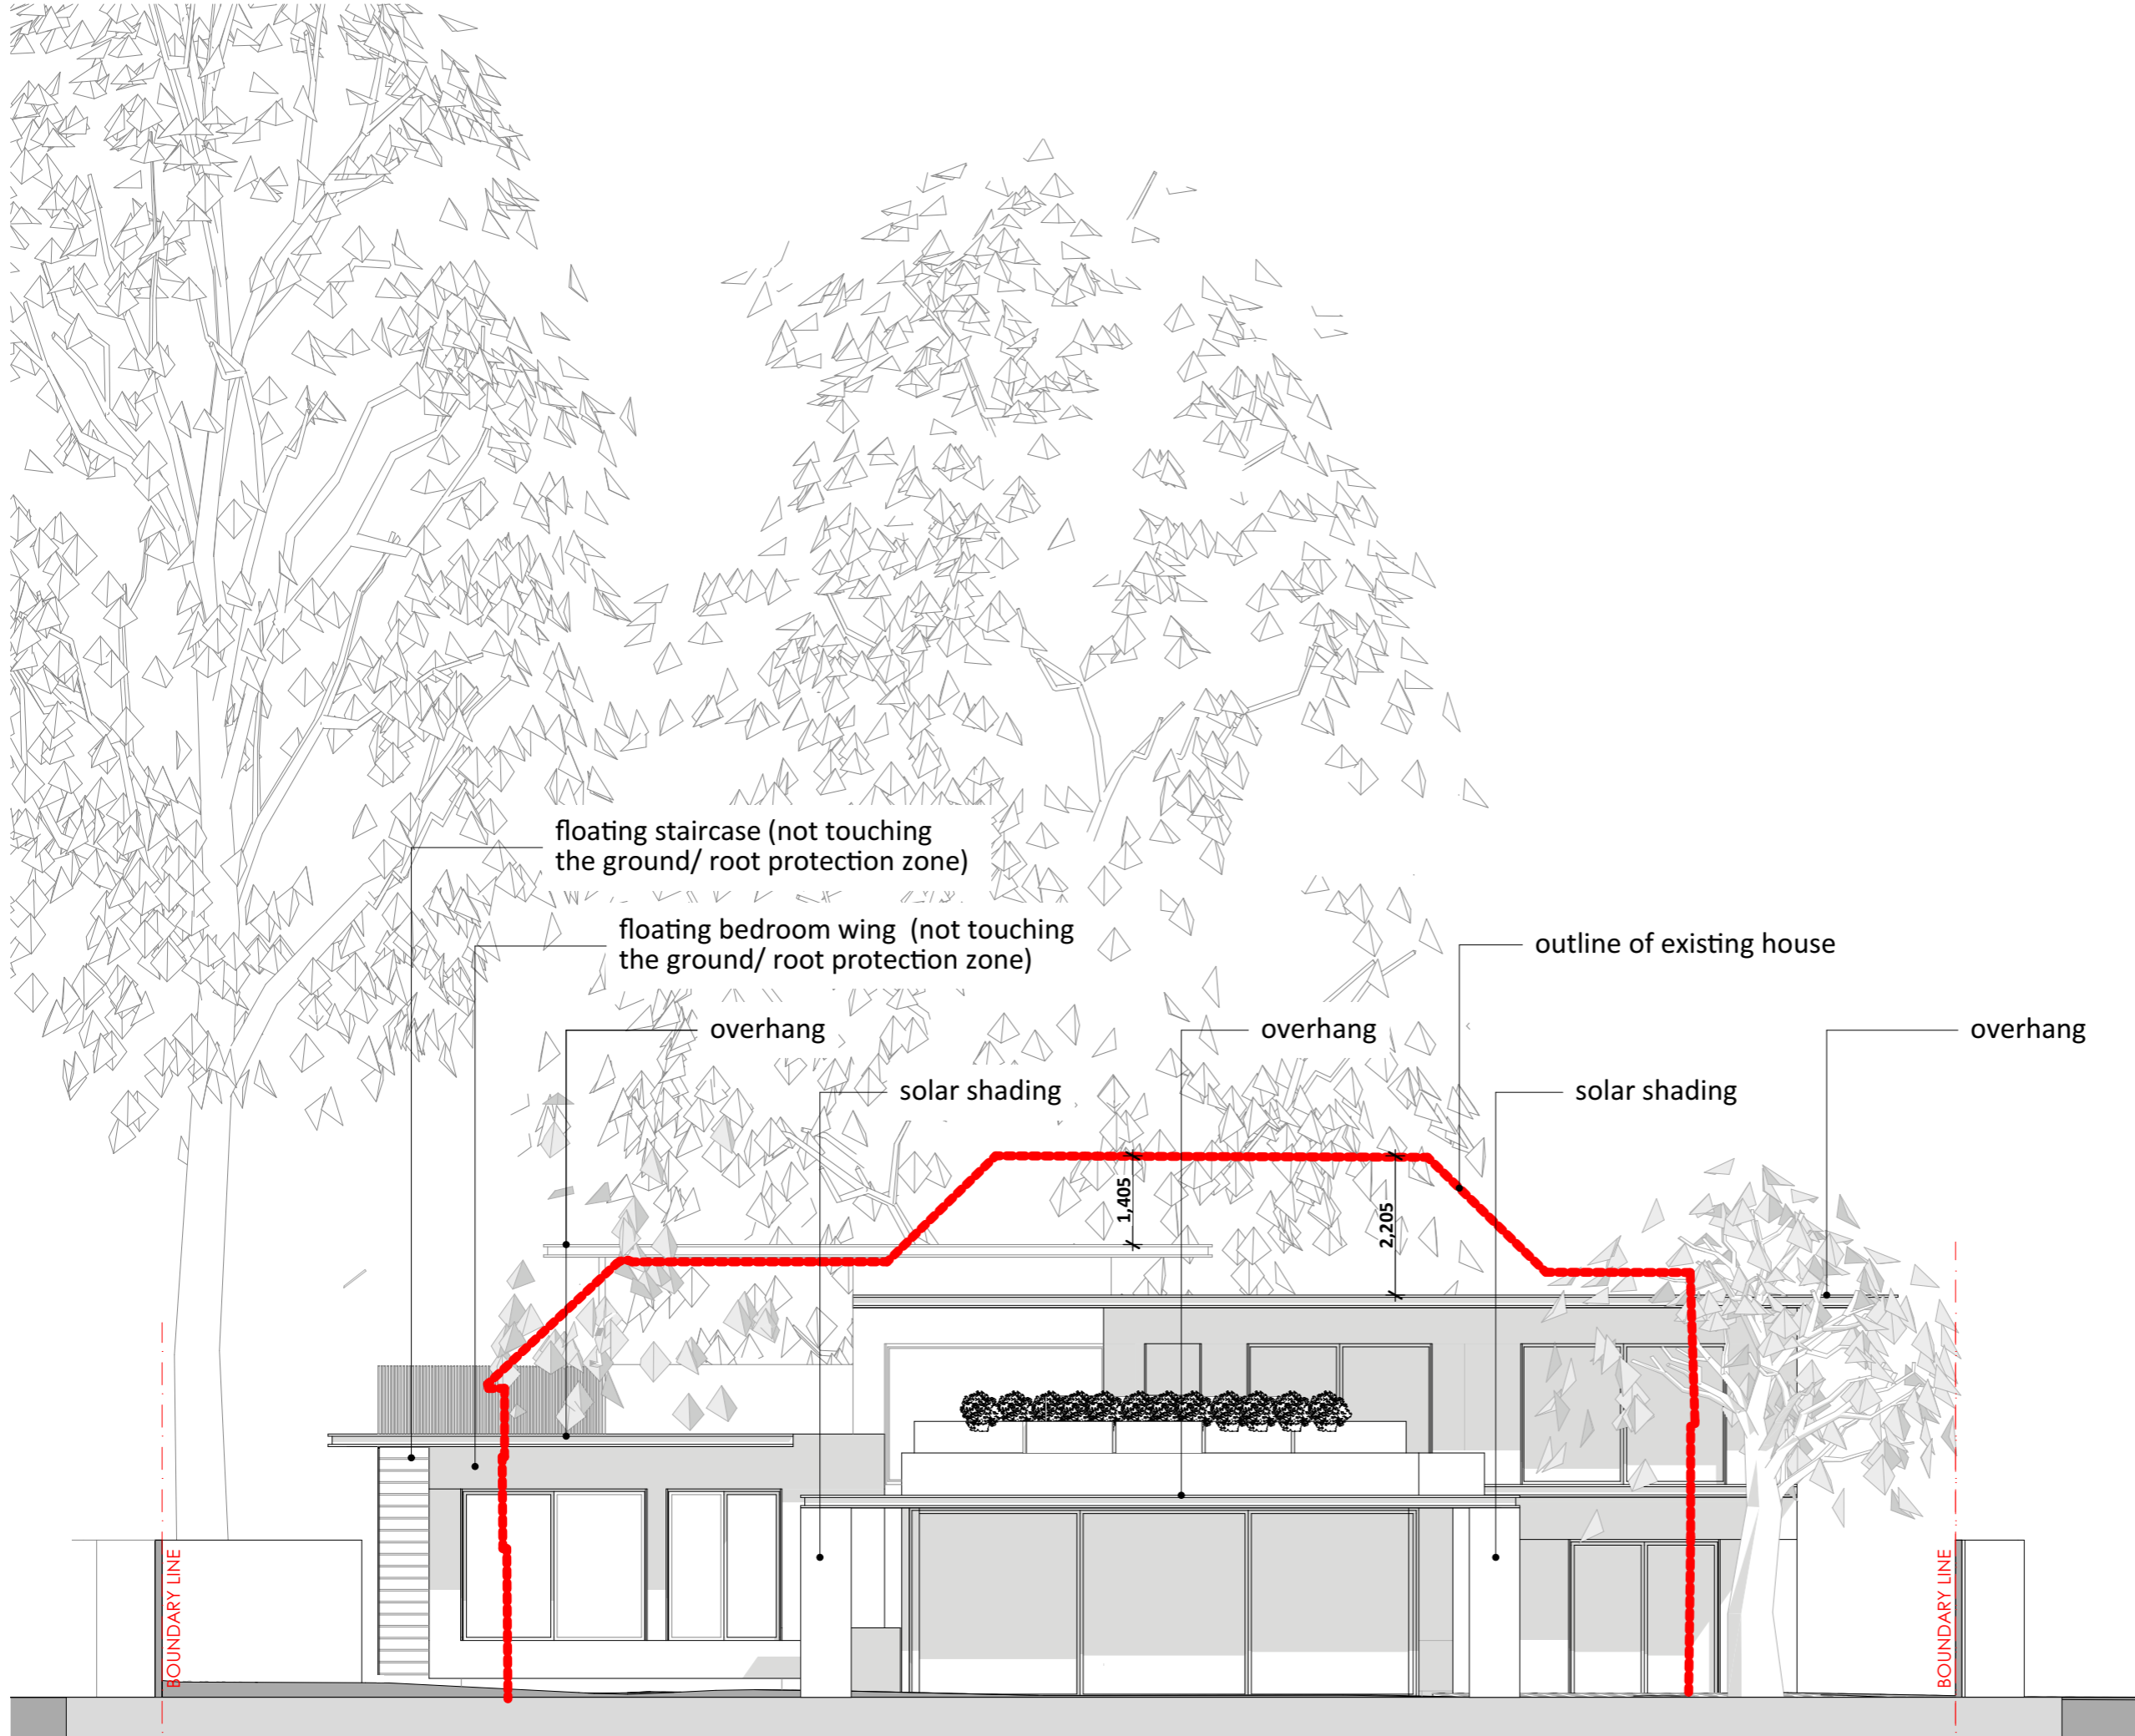 floating staircase (not touching
the ground/ root protection zone)
floating bedroom wing (not touching
the ground/ root protection zone)
outline of existing house
overhang
overhang
overhang
solar shading
solar shading
1,405
2,205
BOUNDARY LINE
BOUNDARY LINE